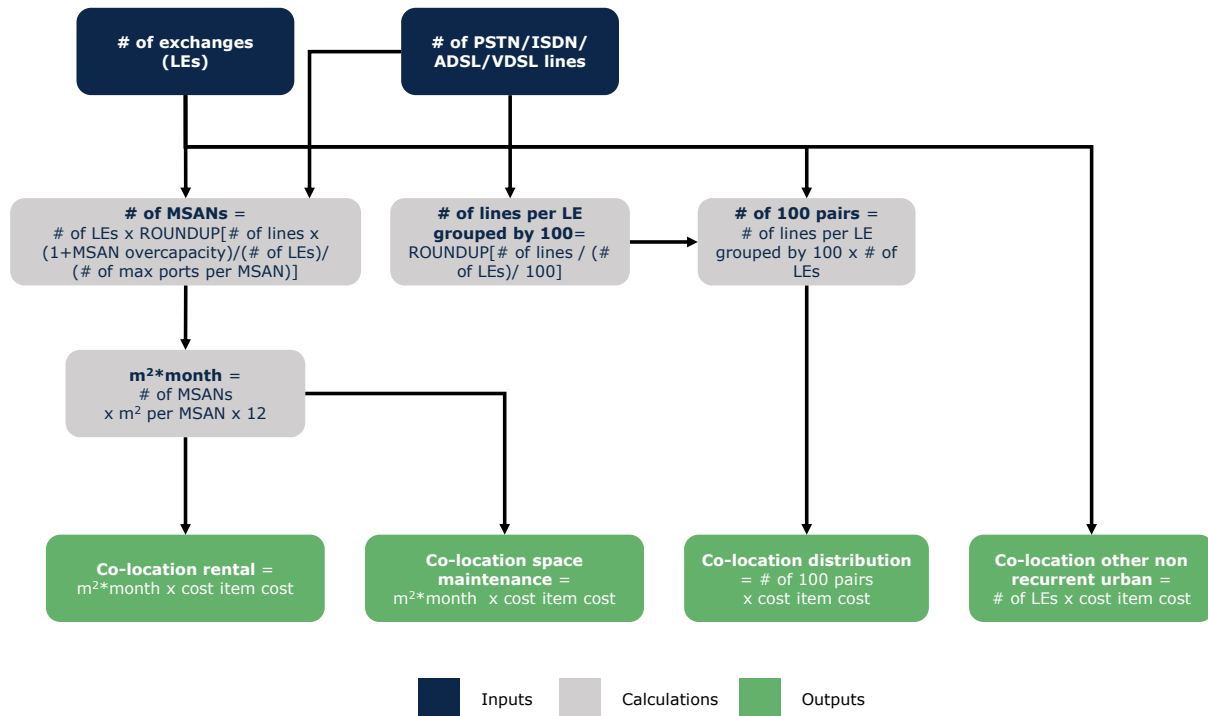 # of exchanges
(LEs)
# of PSTN/ISDN/
ADSL/VDSL lines
# of MSANs =
# of LEs x ROUNDUP[# of lines x
(1+MSAN overcapacity)/(# of LEs)/
(# of max ports per MSAN)]
# of lines per LE
grouped by 100=
ROUNDUP[# of lines / (#
of LEs)/ 100]
# of 100 pairs =
# of lines per LE
grouped by 100 x # of
LEs
m²*month =
# of MSANs
x m² per MSAN x 12
Co-location rental =
m²*month x cost item cost
Co-location space
maintenance =
m²*month x cost item cost
Co-location distribution
= # of 100 pairs
x cost item cost
Co-location other non
recurrent urban =
# of LEs x cost item cost
Inputs
Calculations
Outputs